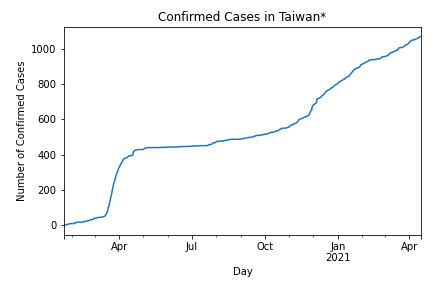 Confirmed Cases in Taiwan*
Number of Confirmed Cases
1000
800
600
400
200
0
Apr
Jul
Oct
Jan
2021
Apr
Day